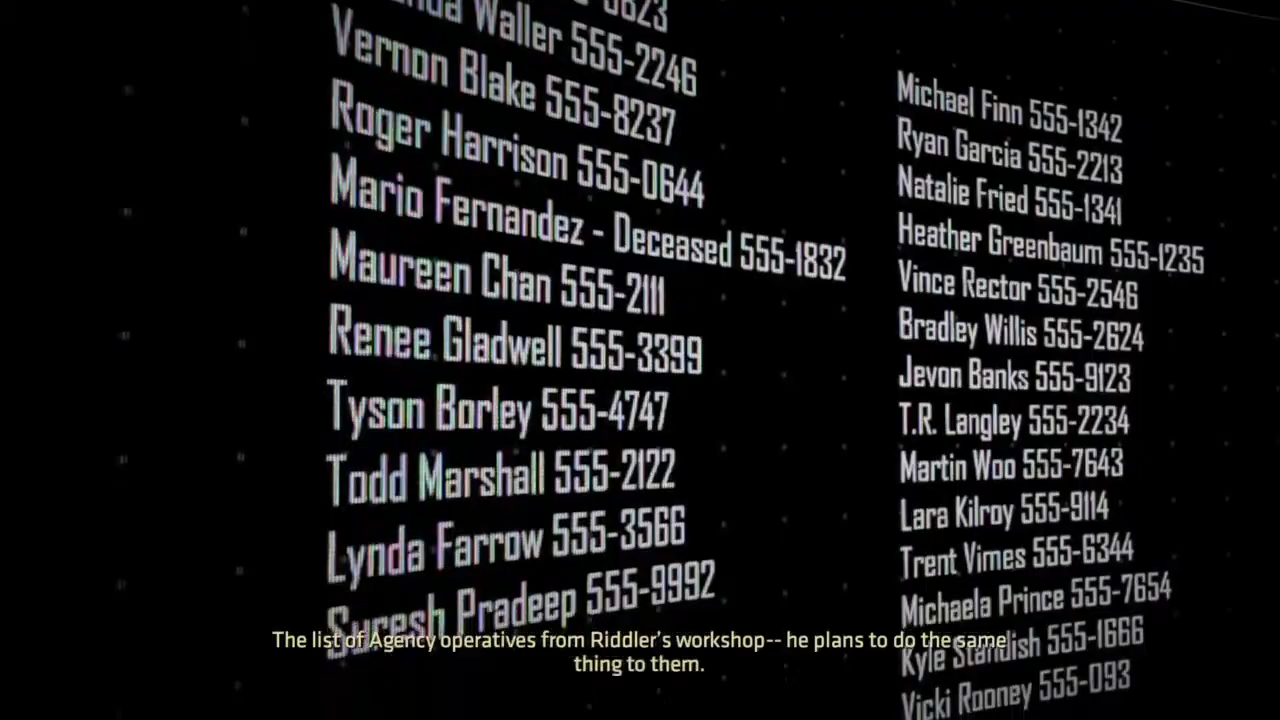 5623
Waller 555-2246
Vernon Blake 555-8237
Roger Harrison 555-0644
Mario Fernandez - Deceased 555-1832
Maureen Chan 555-2111
Renee Gladwell 555-3399
Tyson Borley 555-4747
Todd Marshall 555-2122
Lynda Farrow 555-3566
Suresh Pradeep 555-9992
Michael Finn 555-1342
Ryan Garcia 555-2213
Natalie Fried 555-1341
Heather Greenbaum 555-1235
Vince Rector 555-2546
Bradley Willis 555-2624
Jevon Banks 555-9123
T.R. Langley 555-2234
Martin Woo 555-7643
Lara Kilroy 555-9114
Trent Vimes 555-6344
Michaela Prince 555-7654
Kyle Standish 555-1666
Vicki Rooney 555-093
The list of Agency operatives from Riddler's workshop-- he plans to do the same
thing to them.